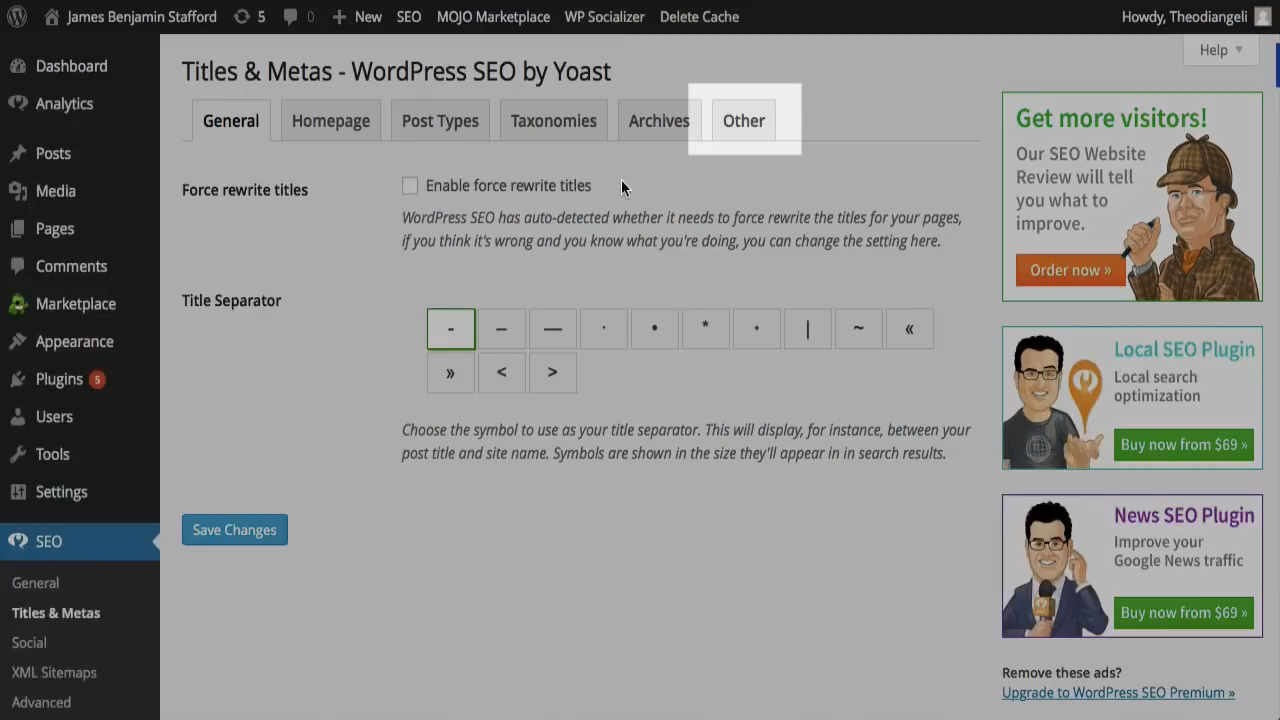 James Benjamin Stafford 5 0 New SEO MOJO Marketplace WP Socializer Delete Cache Howdy, Theodiangeli
Help
Titles & Metas - WordPress SEO by Yoast
General Homepage Post Types Taxonomies Archives Other
Force rewrite titles
Enable force rewrite titles
WordPress SEO has auto-detected whether it needs to force rewrite the titles for your pages,
if you think it's wrong and you know what you're doing, you can change the setting here.
Title Separator
- – — · • * ⋆ | ~ «
» < >
Choose the symbol to use as your title separator. This will display, for instance, between your
post title and site name. Symbols are shown in the size they'll appear in in search results.
Save Changes
Dashboard
Analytics
Posts
Media
Pages
Comments
Marketplace
Appearance
Plugins 5
Users
Tools
Settings
SEO
General
Titles & Metas
Social
XML Sitemaps
Advanced
Get more visitors!
Our SEO Website
Review will tell
you what to
improve.
Order now »
Local SEO Plugin
Local search
optimization
Buy now from $69 »
News SEO Plugin
Improve your
Google News traffic
Buy now from $69 »
Remove these ads?
Upgrade to WordPress SEO Premium »